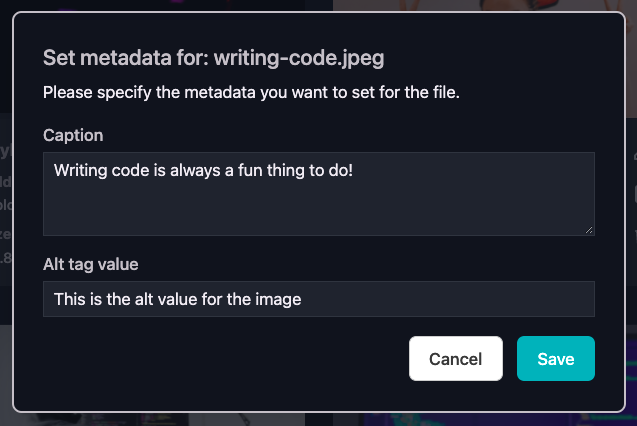 Set metadata for: writing-code.jpeg
Please specify the metadata you want to set for the file.
Caption
Writing code is always a fun thing to do!
Alt tag value
This is the alt value for the image
Cancel
Save